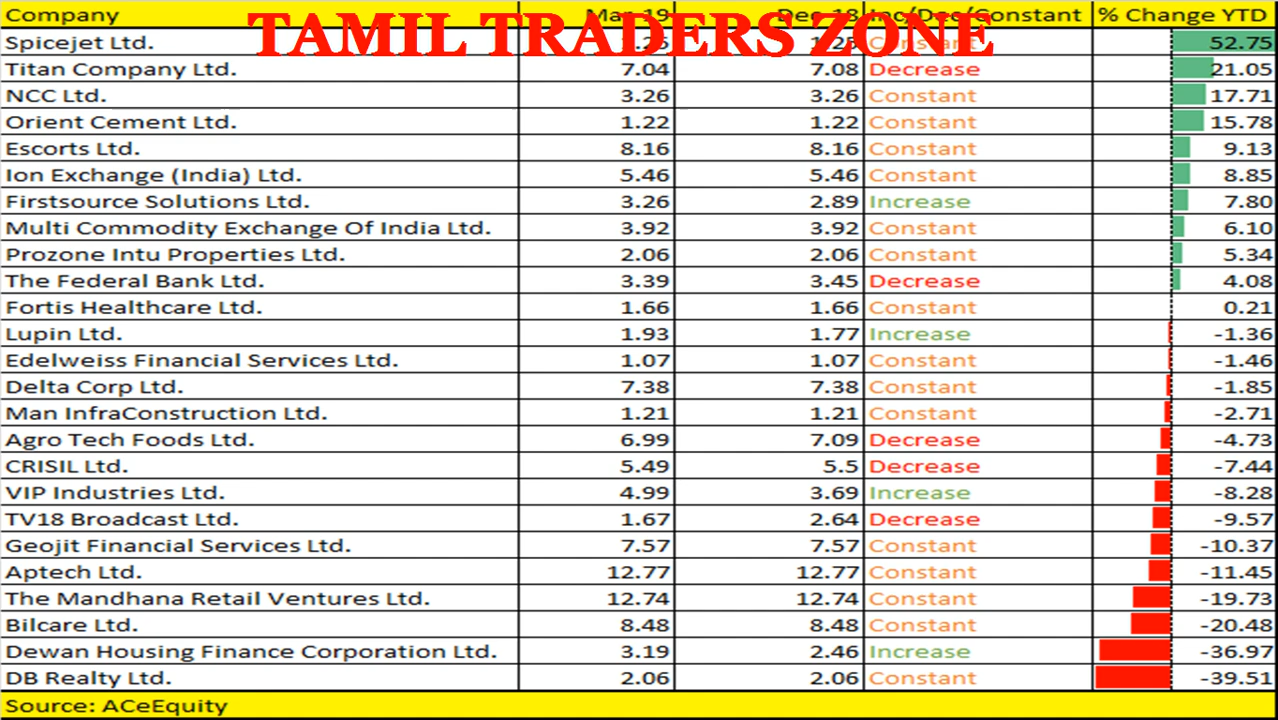 TAMIL TRADERS ZONE
Company Mar 19 Dec 18 Inc/Dec/Constant % Change YTD
Spicejet Ltd. 1.25 1.25 Constant 52.75
Titan Company Ltd. 7.04 7.08 Decrease 21.05
NCC Ltd. 3.26 3.26 Constant 17.71
Orient Cement Ltd. 1.22 1.22 Constant 15.78
Escorts Ltd. 8.16 8.16 Constant 9.13
Ion Exchange (India) Ltd. 5.46 5.46 Constant 8.85
Firstsource Solutions Ltd. 3.26 2.89 Increase 7.80
Multi Commodity Exchange Of India Ltd. 3.92 3.92 Constant 6.10
Prozone Intu Properties Ltd. 2.06 2.06 Constant 5.34
The Federal Bank Ltd. 3.39 3.45 Decrease 4.08
Fortis Healthcare Ltd. 1.66 1.66 Constant 0.21
Lupin Ltd. 1.93 1.77 Increase -1.36
Edelweiss Financial Services Ltd. 1.07 1.07 Constant -1.46
Delta Corp Ltd. 7.38 7.38 Constant -1.85
Man InfraConstruction Ltd. 1.21 1.21 Constant -2.71
Agro Tech Foods Ltd. 6.99 7.09 Decrease -4.73
CRISIL Ltd. 5.49 5.5 Decrease -7.44
VIP Industries Ltd. 4.99 3.69 Increase -8.28
TV18 Broadcast Ltd. 1.67 2.64 Decrease -9.57
Geojit Financial Services Ltd. 7.57 7.57 Constant -10.37
Aptech Ltd. 12.77 12.77 Constant -11.45
The Mandhana Retail Ventures Ltd. 12.74 12.74 Constant -19.73
Bilcare Ltd. 8.48 8.48 Constant -20.48
Dewan Housing Finance Corporation Ltd. 3.19 2.46 Increase -36.97
DB Realty Ltd. 2.06 2.06 Constant -39.51
Source: ACeEquity